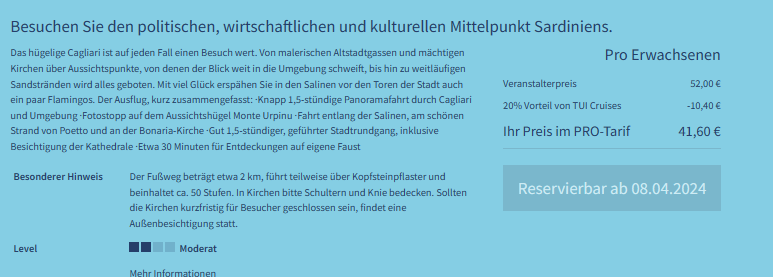 Besuchen Sie den politischen, wirtschaftlichen und kulturellen Mittelpunkt Sardiniens.
Das hügelige Cagliari ist auf jeden Fall einen Besuch wert. Von malerischen Altstadtgassen und mächtigen
Kirchen über Aussichtspunkte, von denen der Blick weit in die Umgebung schweift, bis hin zu weitläufigen
Sandstränden wird alles geboten. Mit viel Glück erspähen Sie in den Salinen vor den Toren der Stadt auch
ein paar Flamingos. Der Ausflug, kurz zusammengefasst: ·Knapp 1,5-stündige Panoramafahrt durch Cagliari
und Umgebung ·Fotostopp auf dem Aussichtshügel Monte Urpinu ·Fahrt entlang der Salinen, am schönen
Strand von Poetto und an der Bonaria-Kirche ·Gut 1,5-stündiger, geführter Stadtrundgang, inklusive
Besichtigung der Kathedrale ·Etwa 30 Minuten für Entdeckungen auf eigene Faust
Pro Erwachsenen
Veranstalterpreis 52,00 €
20% Vorteil von TUI Cruises -10,40 €
Ihr Preis im PRO-Tarif 41,60 €
Reservierbar ab 08.04.2024
Besonderer Hinweis Der Fußweg beträgt etwa 2 km, führt teilweise über Kopfsteinpflaster und
beinhaltet ca. 50 Stufen. In Kirchen bitte Schultern und Knie bedecken. Sollten
die Kirchen kurzfristig für Besucher geschlossen sein, findet eine
Außenbesichtigung statt.
Level Moderat
Mehr Informationen